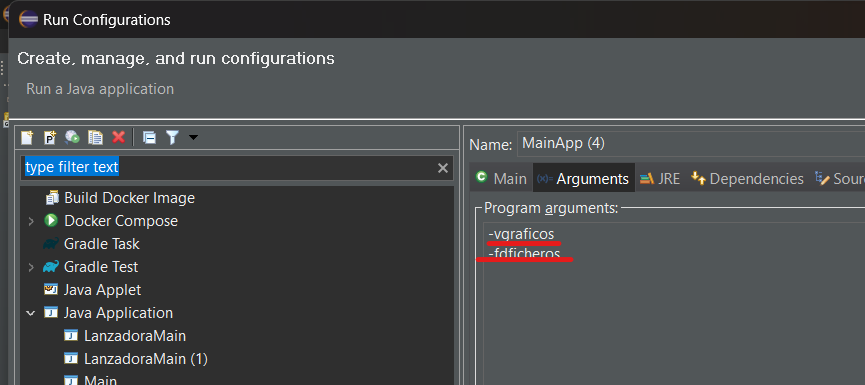 Run Configurations
Create, manage, and run configurations
Run a Java application
type filter text
Build Docker Image
Docker Compose
Gradle Task
Gradle Test
Java Applet
Java Application
LanzadoraMain
LanzadoraMain (1)
Main
Name: MainApp (4)
Main Arguments JRE Dependencies Sour
Program arguments:
-vgraficos
-fdficheros